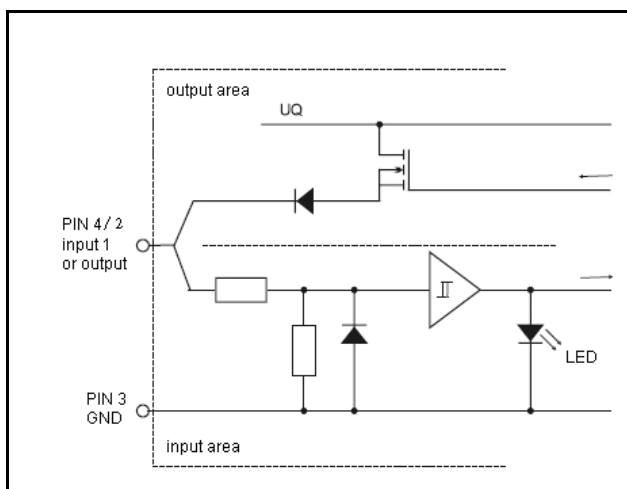 output area
UQ
PIN 4/2
input 1
or output
LED
PIN 3
GND
input area